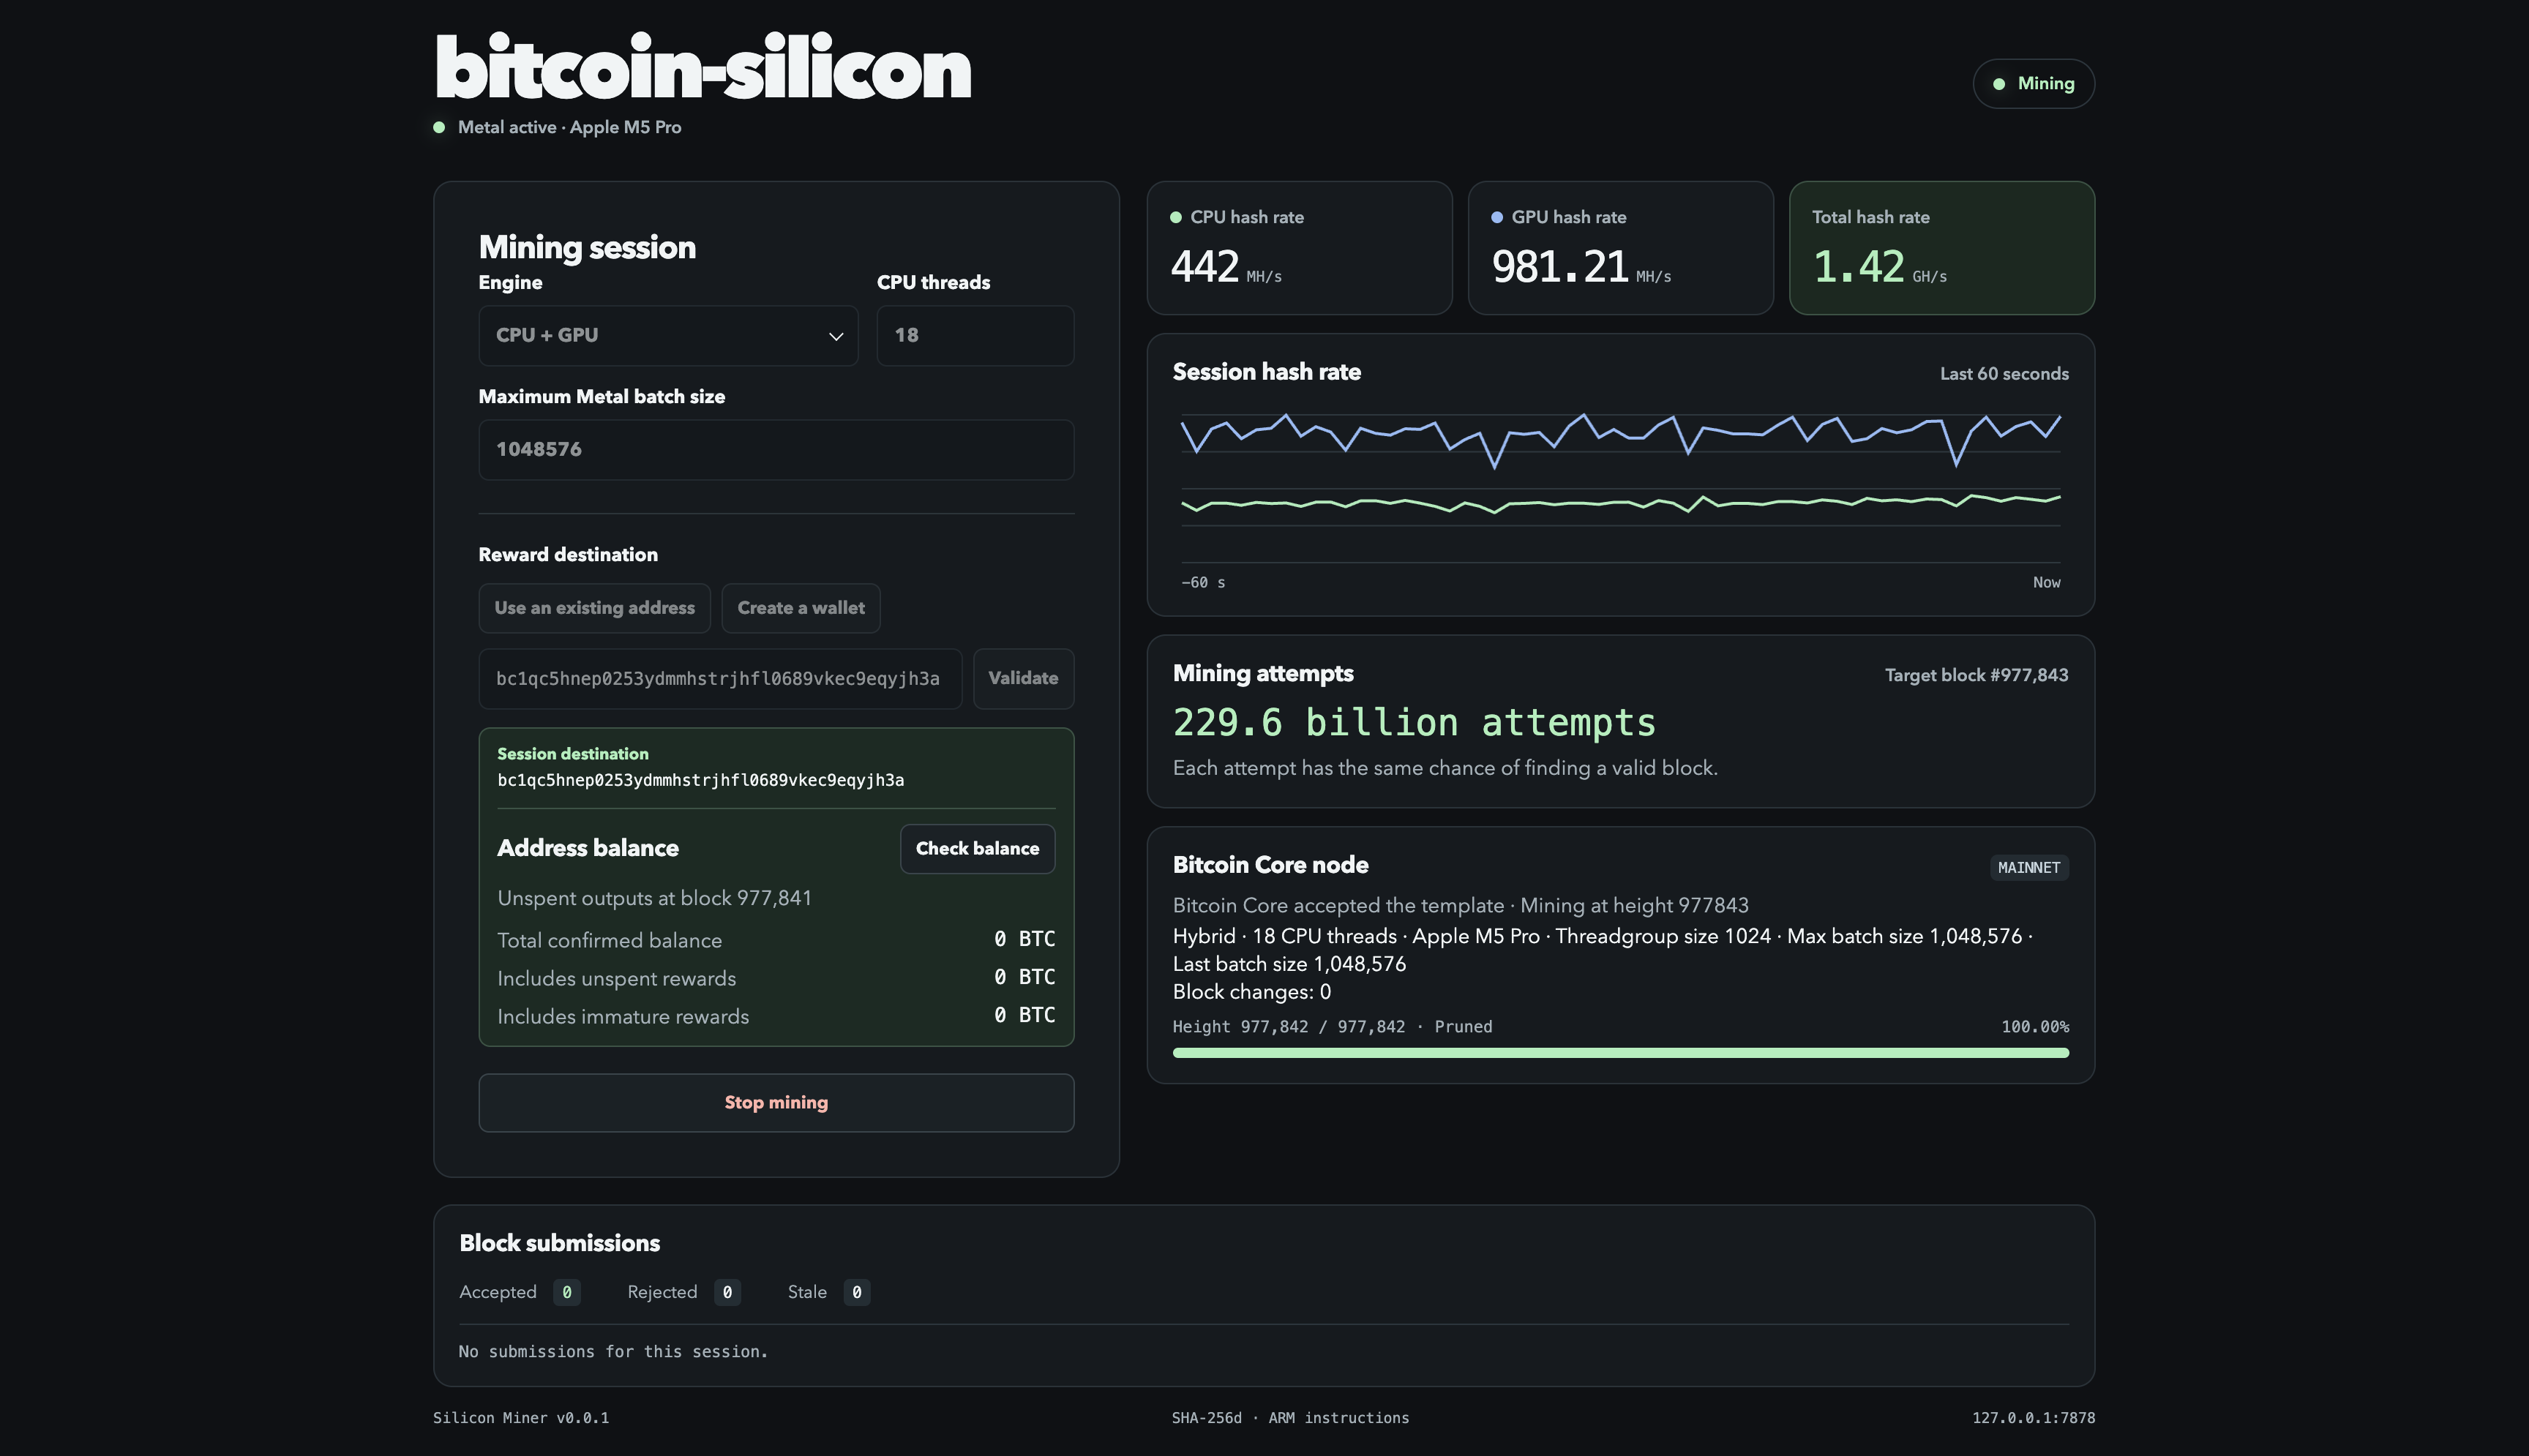 bitcoin-silicon
Metal active · Apple M5 Pro
Mining
Mining session
Engine
CPU threads
CPU + GPU
18
Maximum Metal batch size
1048576
Reward destination
Use an existing address
Create a wallet
bc1qc5hnep0253ydmmhstrjhfl0689vkec9eqyjh3a
Validate
Session destination
bc1qc5hnep0253ydmmhstrjhfl0689vkec9eqyjh3a
Address balance
Check balance
Unspent outputs at block 977,841
Total confirmed balance 0 BTC
Includes unspent rewards 0 BTC
Includes immature rewards 0 BTC
Stop mining
CPU hash rate
442 MH/s
GPU hash rate
981.21 MH/s
Total hash rate
1.42 GH/s
Session hash rate
Last 60 seconds
−60 s
Now
Mining attempts
Target block #977,843
229.6 billion attempts
Each attempt has the same chance of finding a valid block.
Bitcoin Core node
MAINNET
Bitcoin Core accepted the template · Mining at height 977843
Hybrid · 18 CPU threads · Apple M5 Pro · Threadgroup size 1024 · Max batch size 1,048,576 ·
Last batch size 1,048,576
Block changes: 0
Height 977,842 / 977,842 · Pruned
100.00%
Block submissions
Accepted 0 Rejected 0 Stale 0
No submissions for this session.
Silicon Miner v0.0.1
SHA-256d · ARM instructions
127.0.0.1:7878